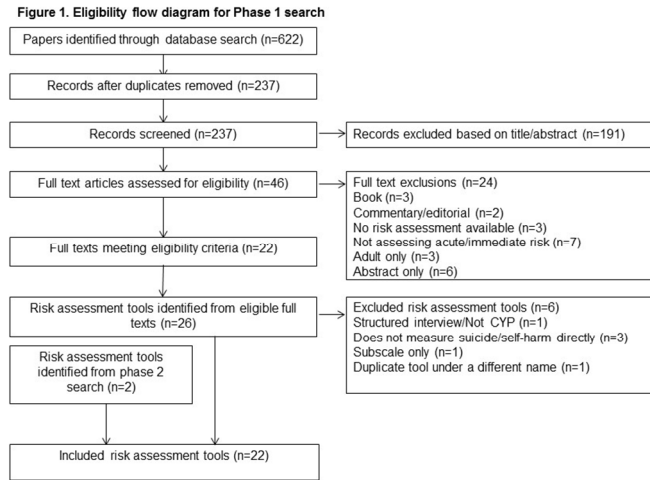 Figure 1. Eligibility flow diagram for Phase 1 search
Papers identified through database search (n=622)
Records after duplicates removed (n=237)
Records screened (n=237)
Records excluded based on title/abstract (n=191)
Full text articles assessed for eligibility (n=46)
Full text exclusions (n=24)
Book (n=3)
Commentary/editorial (n=2)
No risk assessment available (n=3)
Not assessing acute/immediate risk (n=7)
Adult only (n=3)
Abstract only (n=6)
Full texts meeting eligibility criteria (n=22)
Risk assessment tools identified from eligible full
texts (n=26)
Excluded risk assessment tools (n=6)
Structured interview/Not CYP (n=1)
Does not measure suicide/self-harm directly (n=3)
Subscale only (n=1)
Duplicate tool under a different name (n=1)
Risk assessment tools
identified from phase 2
search (n=2)
Included risk assessment tools (n=22)